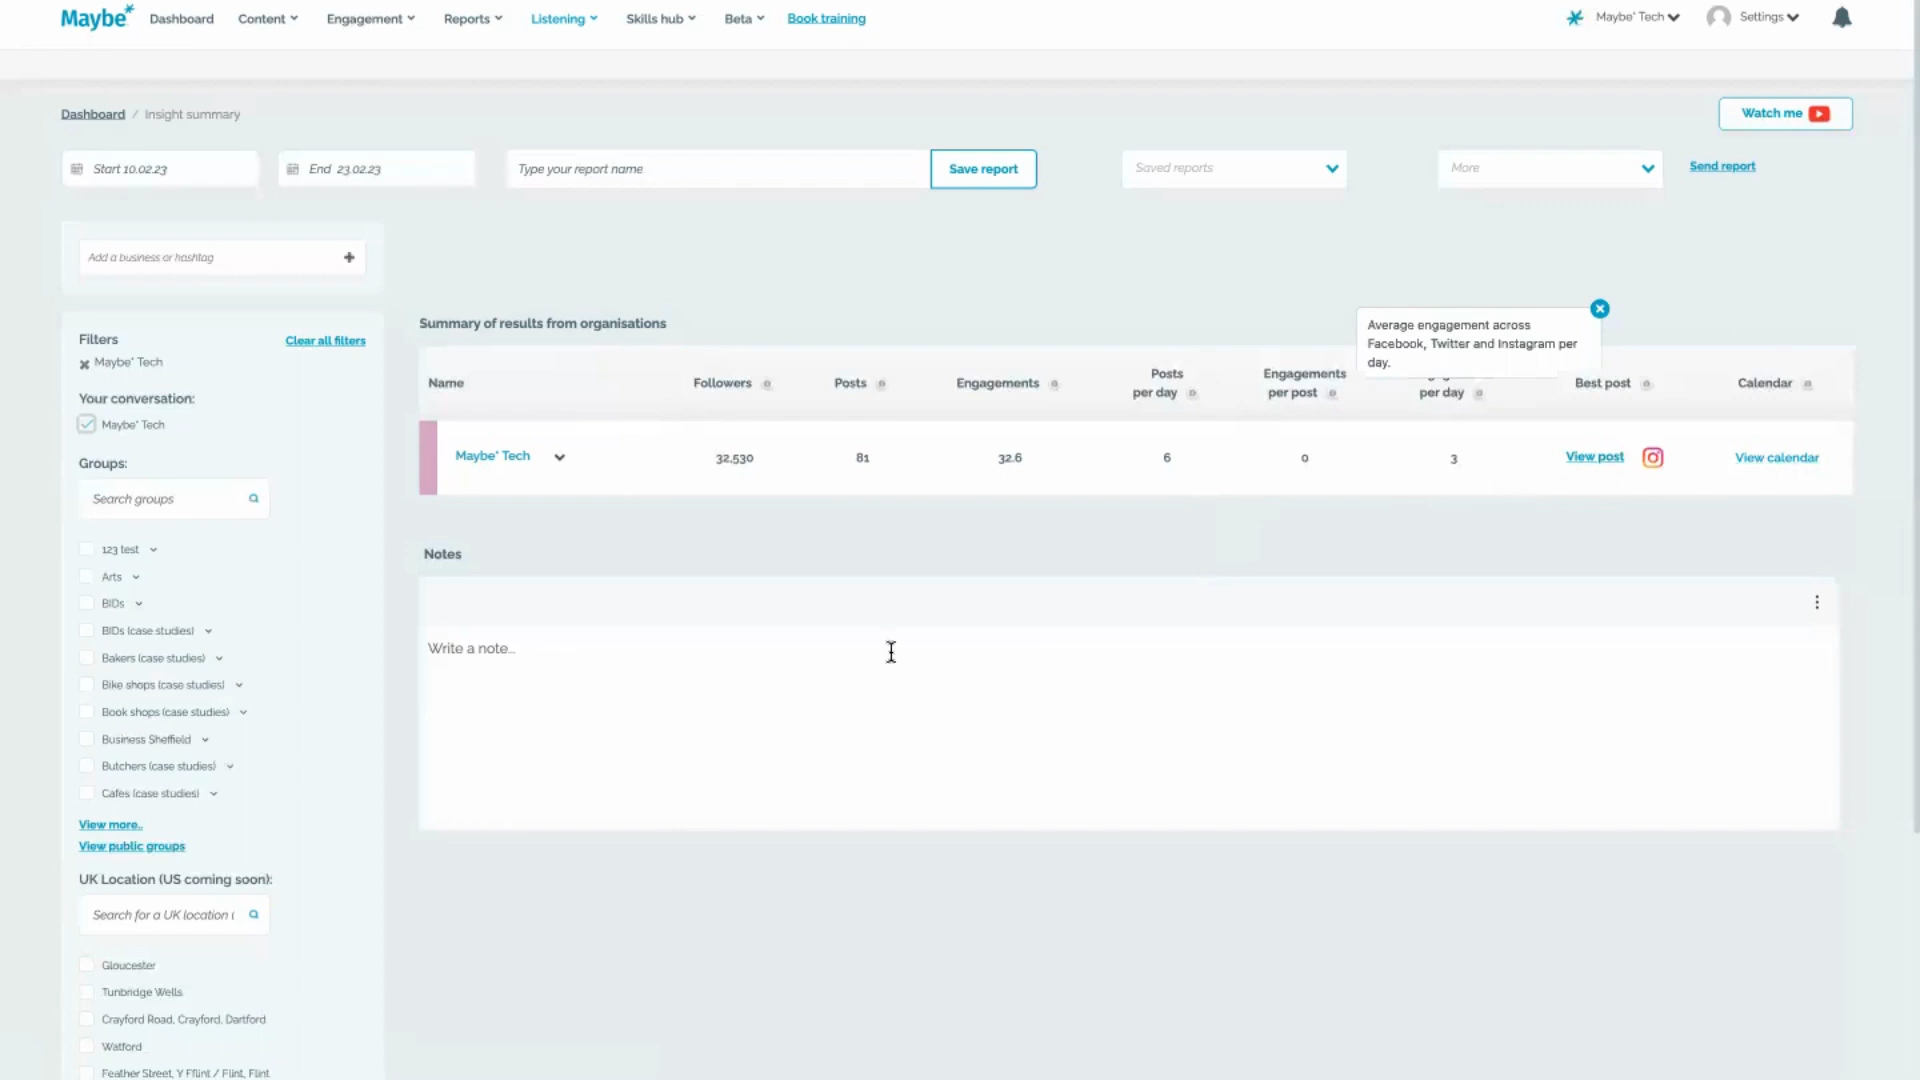 Maybe*
Dashboard
Content
Engagement
Reports
Listening
Skills hub
Beta
Book training
Maybe* Tech
Settings
Dashboard / Insight summary
Watch me
Start 10.02.23
End 23.02.23
Type your report name
Save report
Saved reports
More
Send report
Add a business or hashtag
Filters
Clear all filters
Maybe* Tech
Your conversation:
Maybe* Tech
Groups:
Search groups
123 test
Arts
BIDs
BIDs (case studies)
Bakers (case studies)
Bike shops (case studies)
Book shops (case studies)
Business Sheffield
Butchers (case studies)
Cafes (case studies)
View more..
View public groups
UK Location (US coming soon):
Search for a UK location
Gloucester
Tunbridge Wells
Crayford Road, Crayford, Dartford
Watford
Feather Street, Y Fflint / Flint, Flint
Summary of results from organisations
Average engagement across
Facebook, Twitter and Instagram per
day.
Name
Followers
Posts
Engagements
Posts
per day
Engagements
per post
per day
Best post
Calendar
Maybe* Tech
32,530
81
32.6
6
0
3
View post
View calendar
Notes
Write a note...